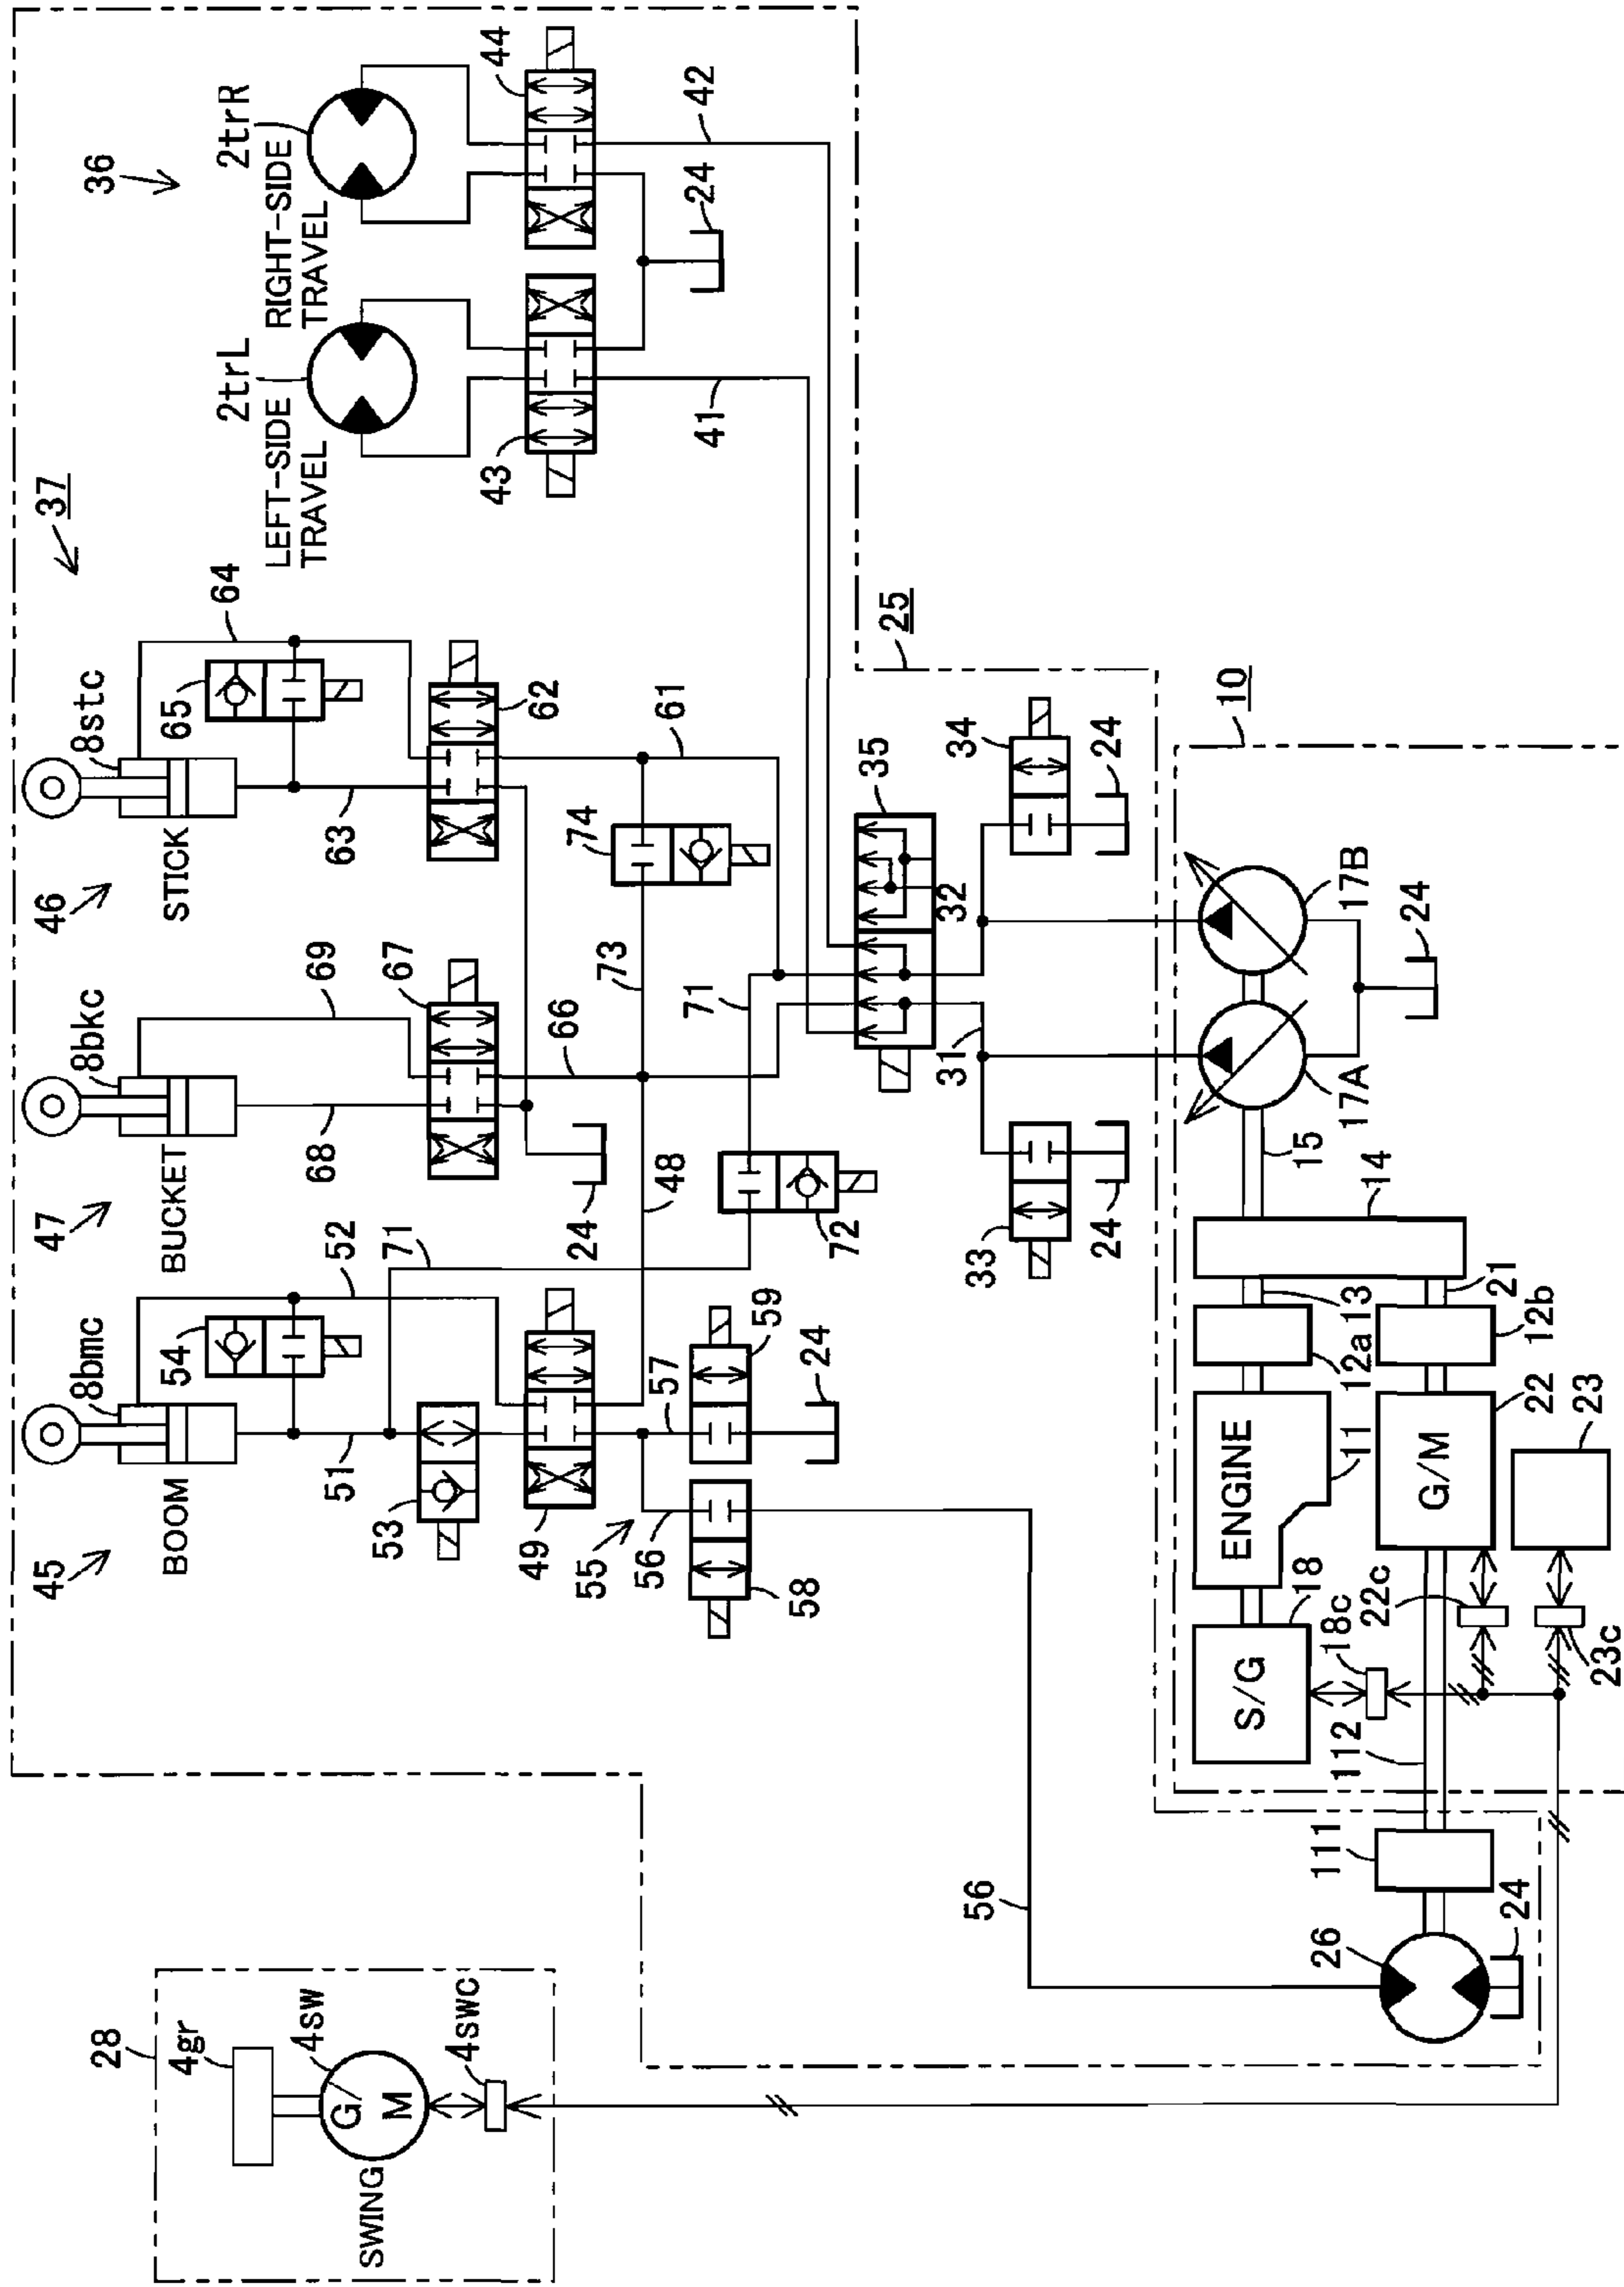 36
2trR
RIGHT-SIDE
TRAVEL
44
42
24
2trL
LEFT-SIDE
TRAVEL
43
41
37
64
65
8stc
STICK
46
63
62
61
74
73
69
67
8bkc
BUCKET
47
68
66
24
48
71
71
72
52
54
8bmc
BOOM
45
51
53
49
55
56
57
59
24
58
25
35
34
24
32
31
33
24
10
17B
17A
24
15
14
13
21
12a
12b
ENGINE
11
G/M
22
23
S/G
18
18c
22c
23c
112
111
56
26
24
28
4gr
4sw
G
M
4swc
SWING